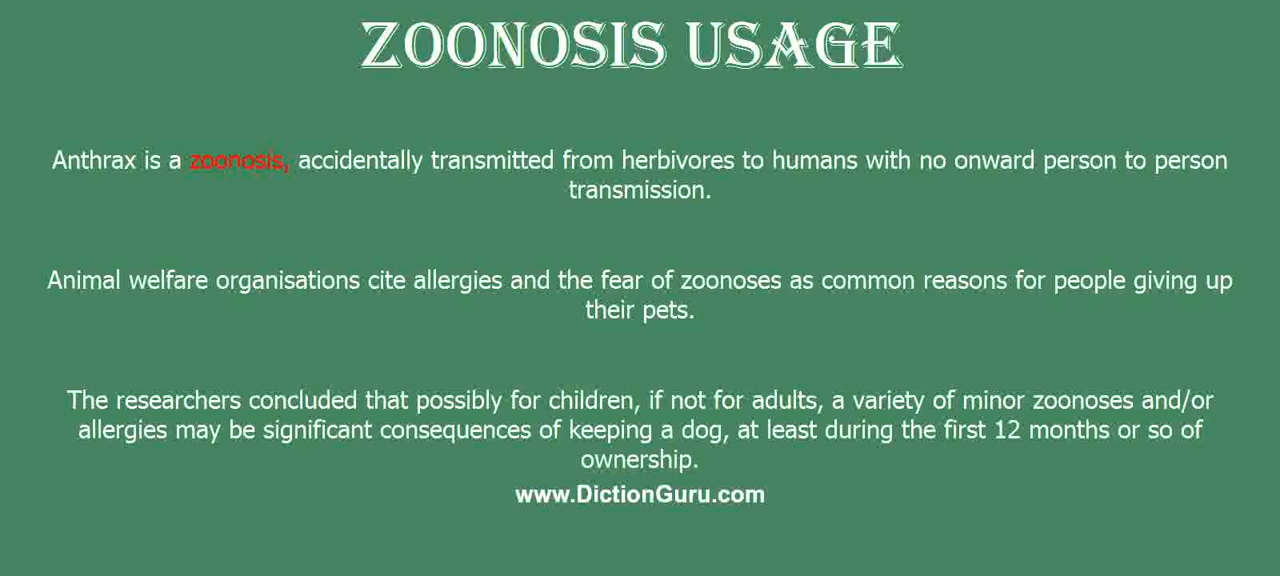 ZOONOSIS USAGE
Anthrax is a zoonosis, accidentally transmitted from herbivores to humans with no onward person to person
transmission.
Animal welfare organisations cite allergies and the fear of zoonoses as common reasons for people giving up
their pets.
The researchers concluded that possibly for children, if not for adults, a variety of minor zoonoses and/or
allergies may be significant consequences of keeping a dog, at least during the first 12 months or so of
ownership.
www.DictionGuru.com